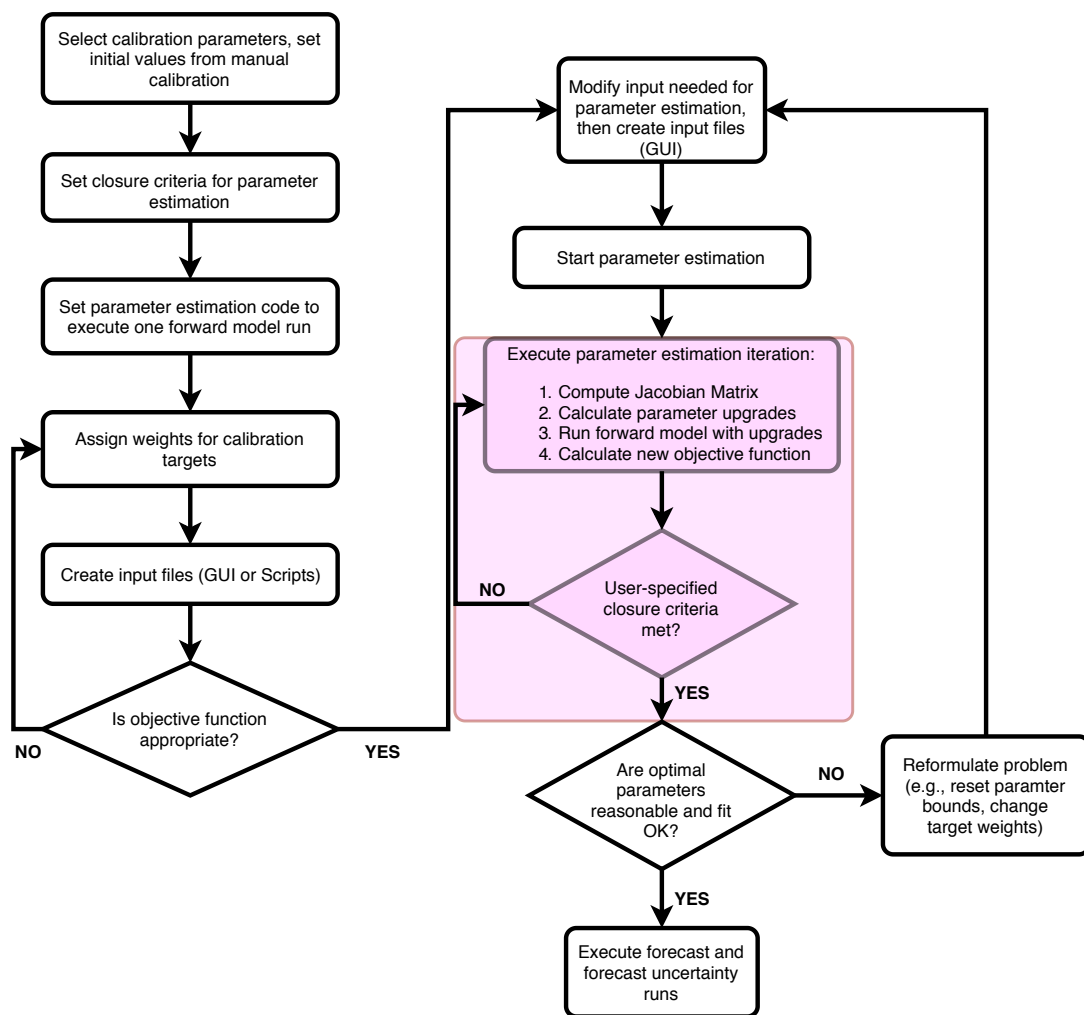 Select calibration parameters, set
initial values from manual
calibration
Set closure criteria for parameter
estimation
Set parameter estimation code to
execute one forward model run
Assign weights for calibration
targets
Create input files (GUI or Scripts)
Is objective function
appropriate?
NO
YES
Modify input needed for
parameter estimation,
then create input files
(GUI)
Start parameter estimation
Execute parameter estimation iteration:
1. Compute Jacobian Matrix
2. Calculate parameter upgrades
3. Run forward model with upgrades
4. Calculate new objective function
NO
User-specified
closure criteria
met?
YES
Are optimal
parameters
reasonable and fit
OK?
NO
Reformulate problem
(e.g., reset paramter
bounds, change
target weights)
YES
Execute forecast and
forecast uncertainty
runs